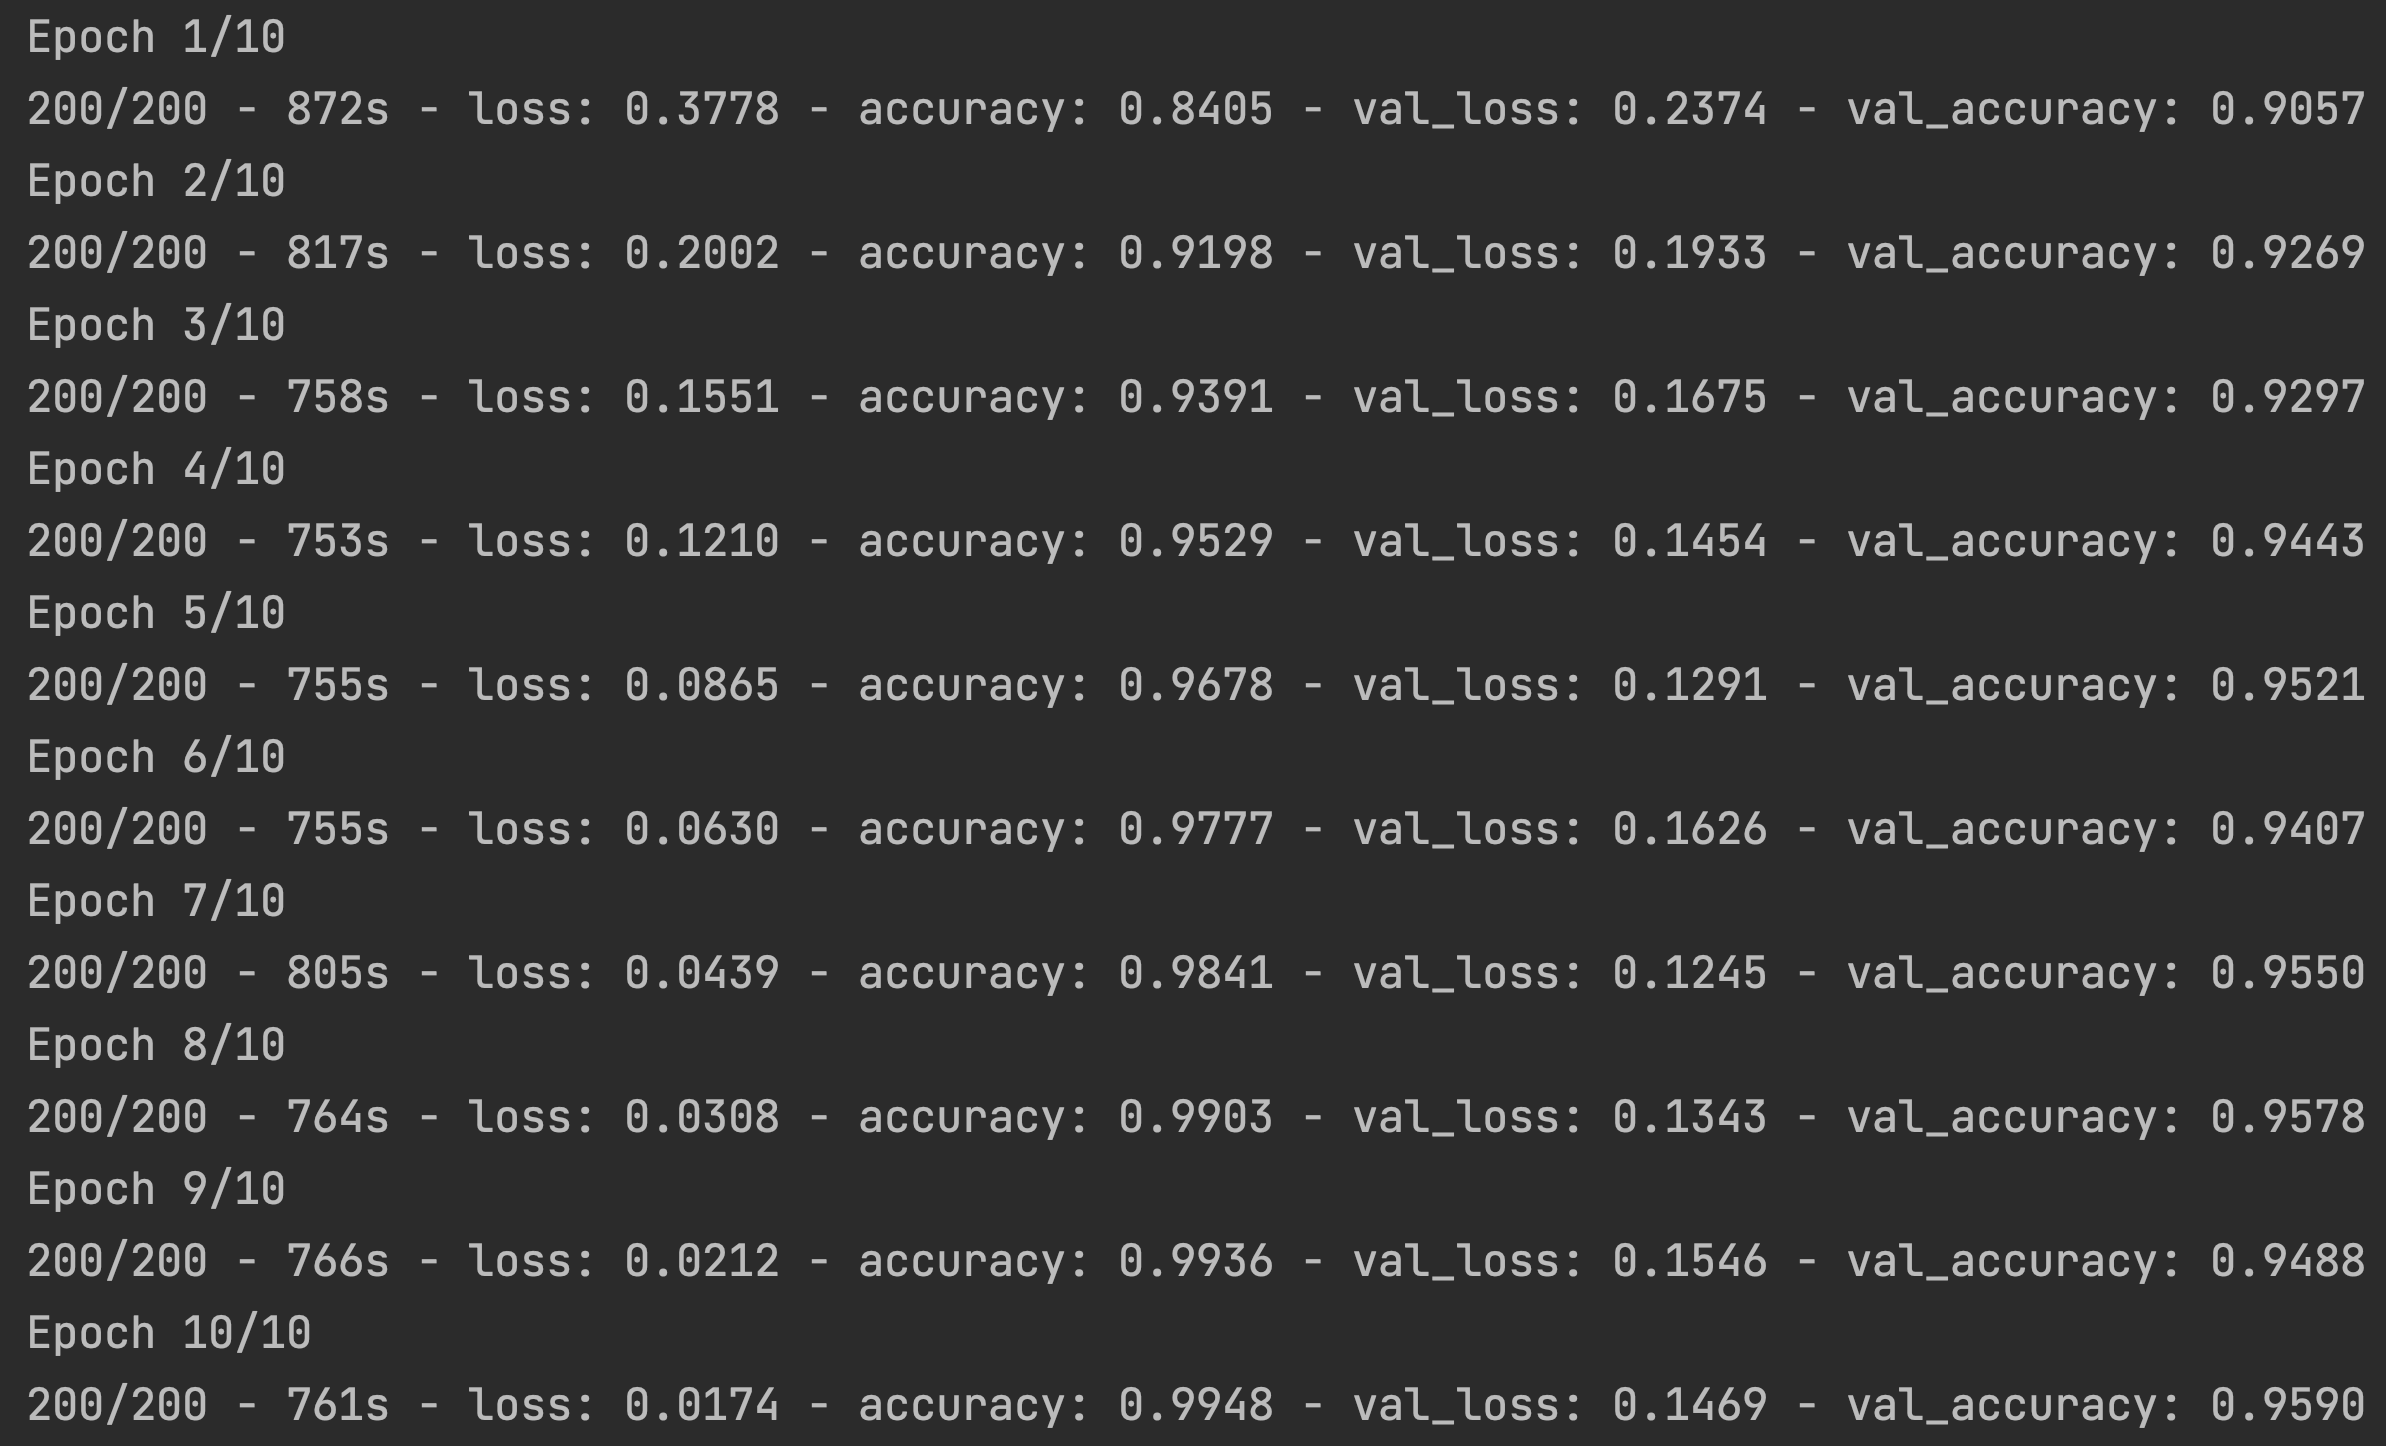 Epoch 1/10
200/200 - 872s - loss: 0.3778 - accuracy: 0.8405 - val_loss: 0.2374 - val_accuracy: 0.9057
Epoch 2/10
200/200 - 817s - loss: 0.2002 - accuracy: 0.9198 - val_loss: 0.1933 - val_accuracy: 0.9269
Epoch 3/10
200/200 - 758s - loss: 0.1551 - accuracy: 0.9391 - val_loss: 0.1675 - val_accuracy: 0.9297
Epoch 4/10
200/200 - 753s - loss: 0.1210 - accuracy: 0.9529 - val_loss: 0.1454 - val_accuracy: 0.9443
Epoch 5/10
200/200 - 755s - loss: 0.0865 - accuracy: 0.9678 - val_loss: 0.1291 - val_accuracy: 0.9521
Epoch 6/10
200/200 - 755s - loss: 0.0630 - accuracy: 0.9777 - val_loss: 0.1626 - val_accuracy: 0.9407
Epoch 7/10
200/200 - 805s - loss: 0.0439 - accuracy: 0.9841 - val_loss: 0.1245 - val_accuracy: 0.9550
Epoch 8/10
200/200 - 764s - loss: 0.0308 - accuracy: 0.9903 - val_loss: 0.1343 - val_accuracy: 0.9578
Epoch 9/10
200/200 - 766s - loss: 0.0212 - accuracy: 0.9936 - val_loss: 0.1546 - val_accuracy: 0.9488
Epoch 10/10
200/200 - 761s - loss: 0.0174 - accuracy: 0.9948 - val_loss: 0.1469 - val_accuracy: 0.9590